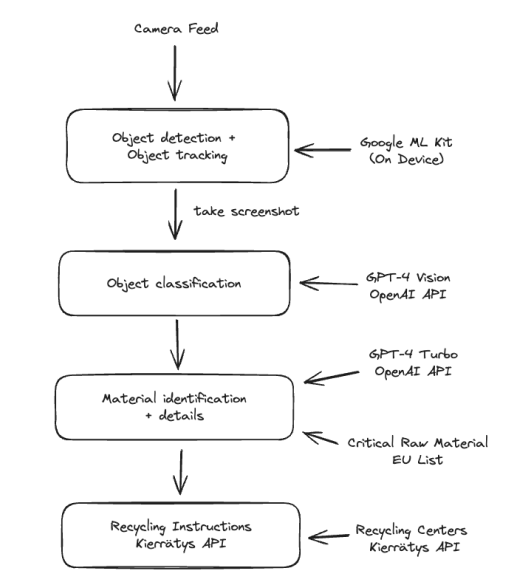 Camera Feed
Object detection +
Object tracking
Google ML Kit
(On Device)
take screenshot
Object classification
GPT-4 Vision
OpenAI API
GPT-4 Turbo
OpenAI API
Material identification
+ details
Critical Raw Material
EU List
Recycling Instructions
Kierrätys API
Recycling Centers
Kierrätys API